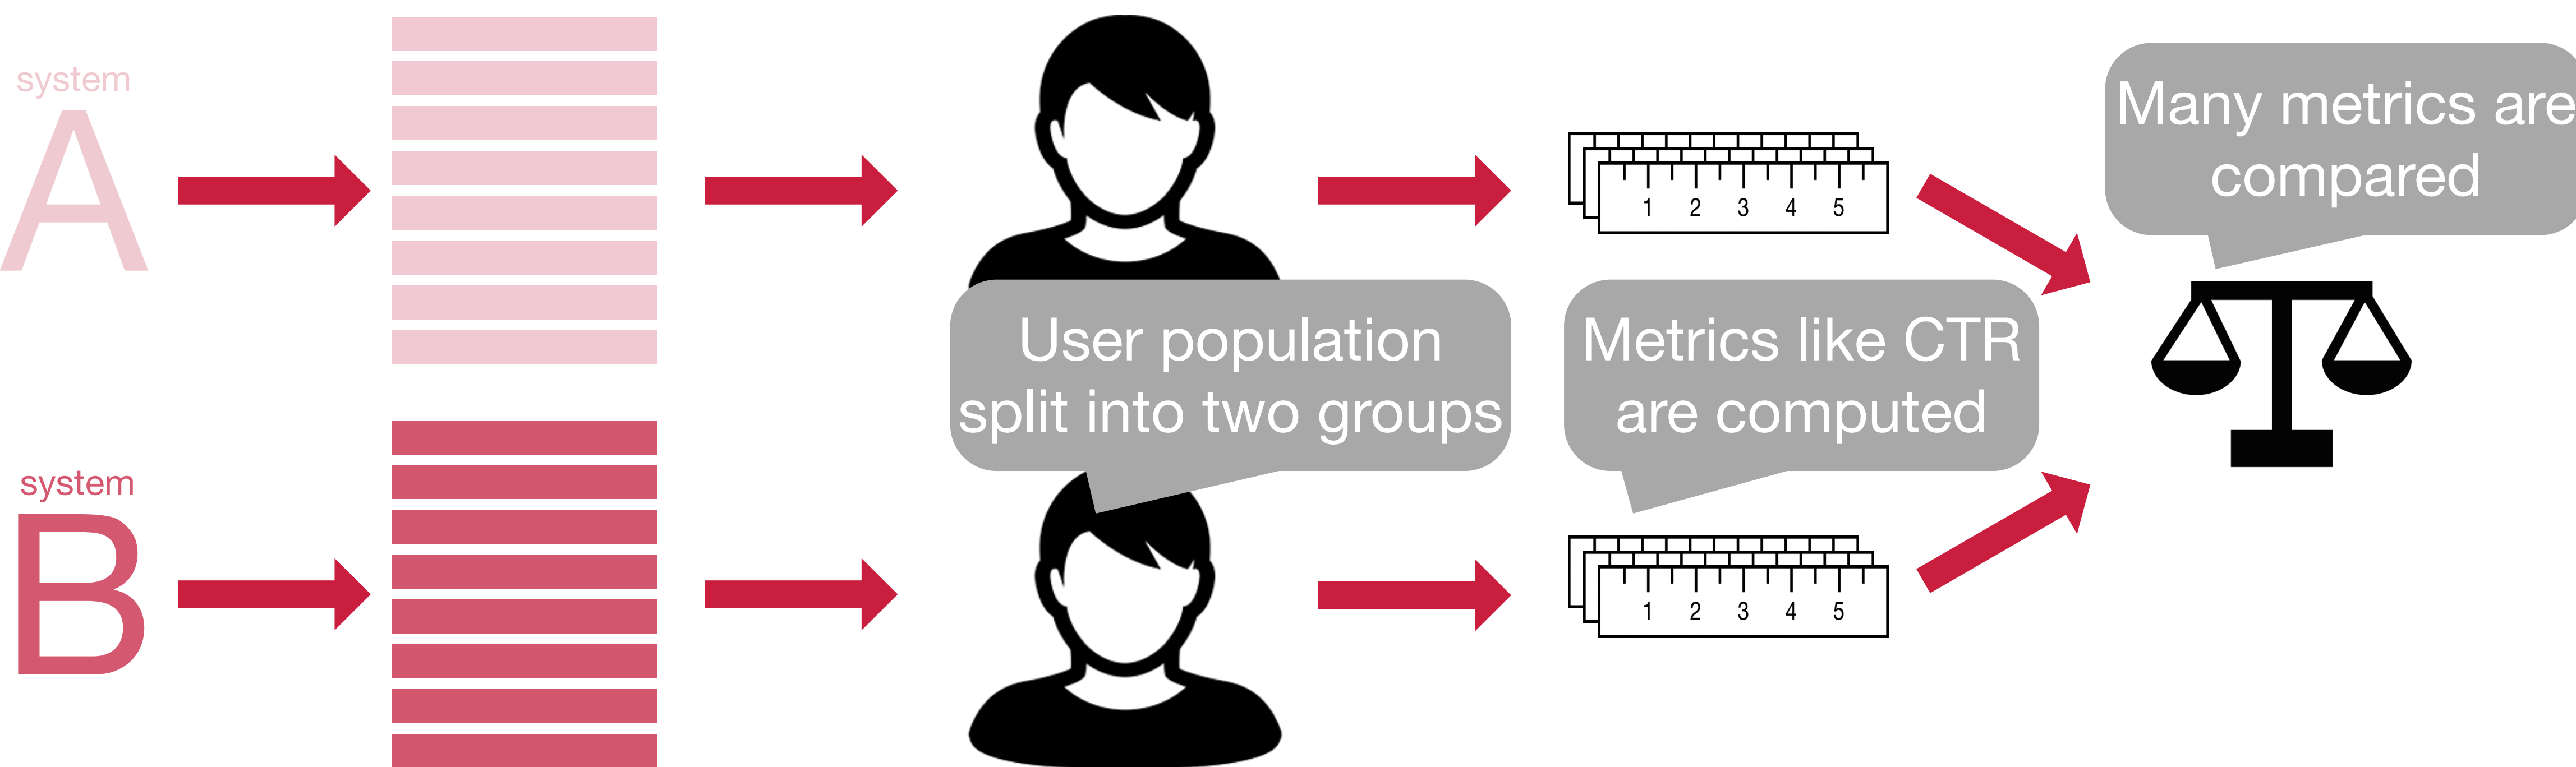 system
A
1 2 3 4 5
Many metrics are
compared
User population
split into two groups
Metrics like CTR
are computed
system
B
1 2 3 4 5